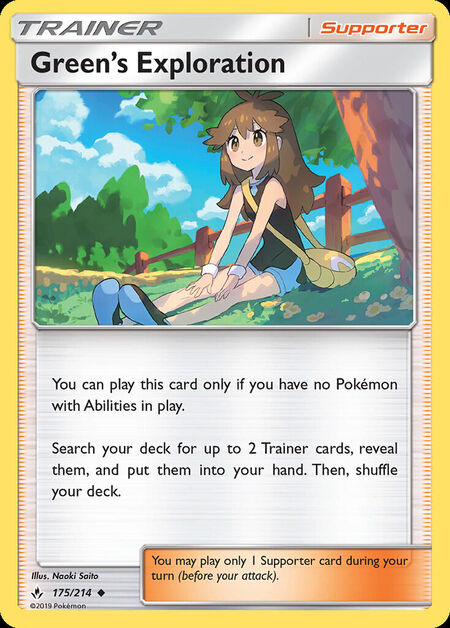 TRAINER
Supporter
Green's Exploration
You can play this card only if you have no Pokémon
with Abilities in play.
Search your deck for up to 2 Trainer cards, reveal
them, and put them into your hand. Then, shuffle
your deck.
You may play only 1 Supporter card during your
turn (before your attack).
Illus. Naoki Saito
175/214
©2019 Pokémon